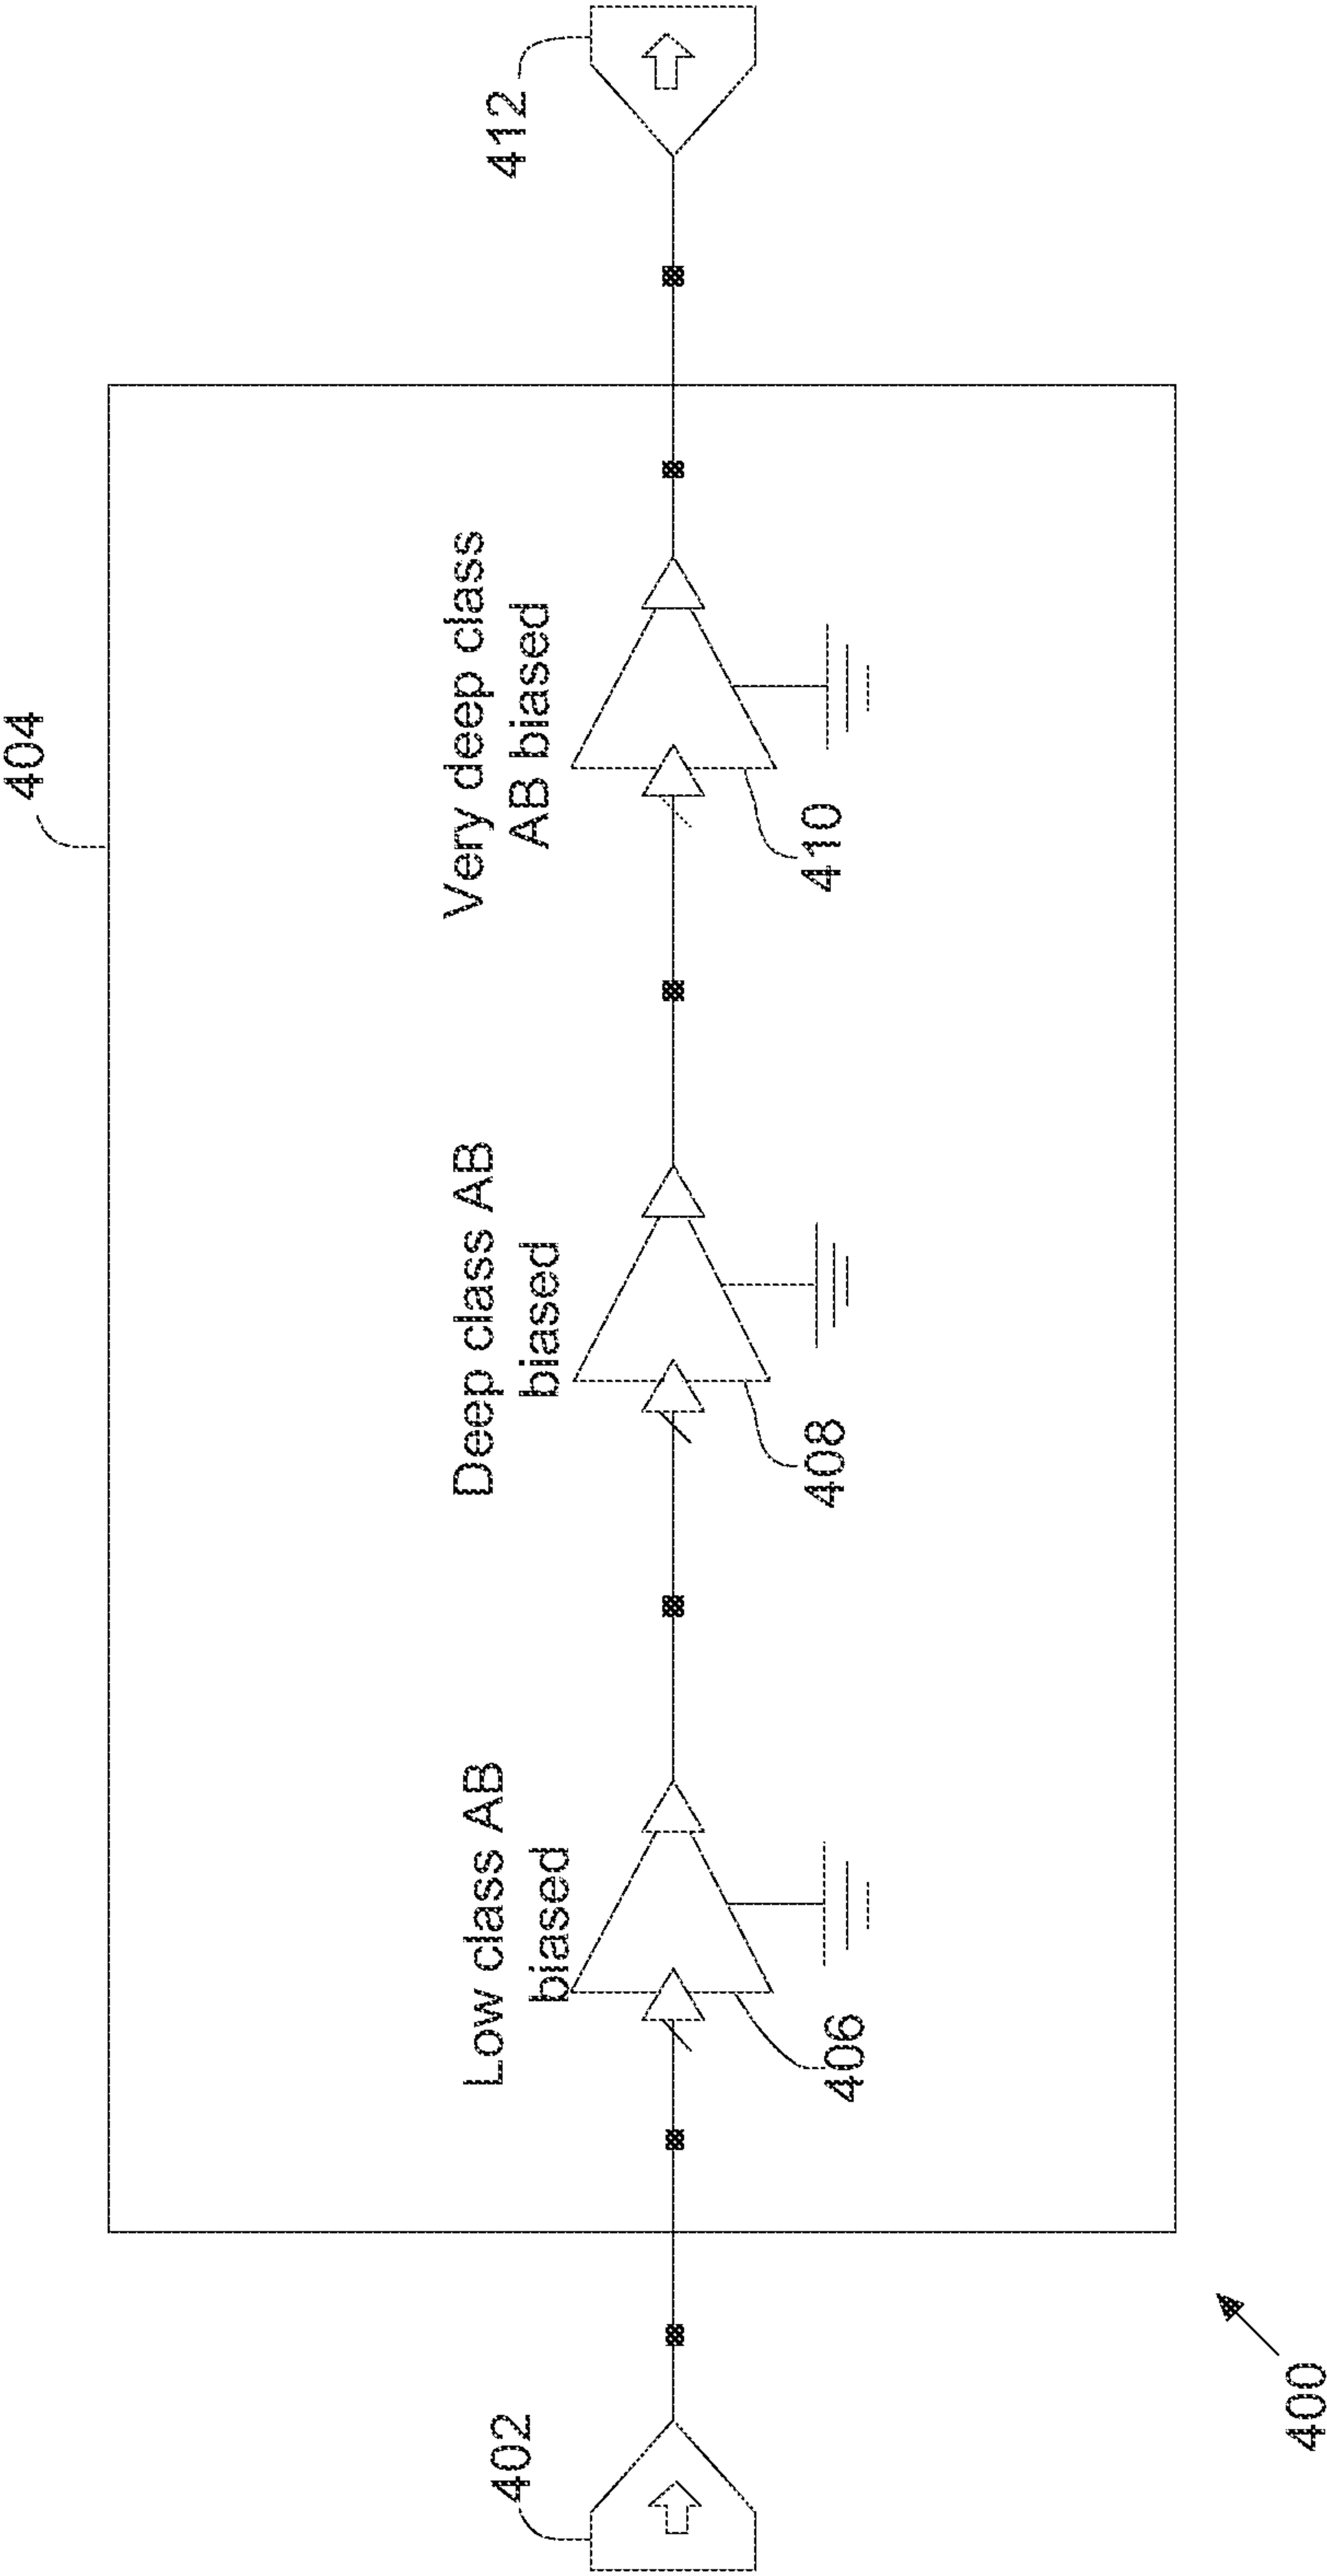 404
402
Low class AB
biased
406
Deep class AB
biased
408
Very deep class
AB biased
410
412
400